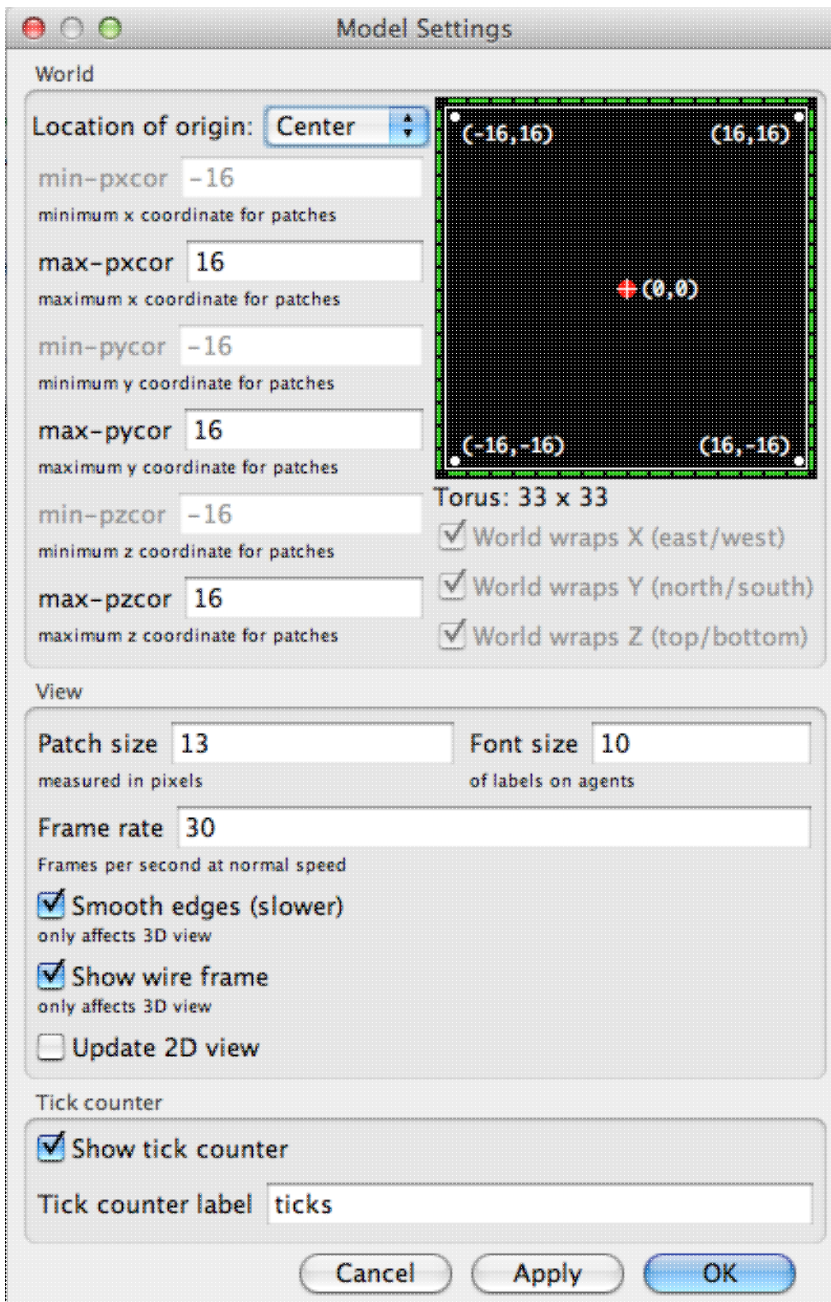 Model Settings
World
Location of origin: Center
min-pxcor -16
minimum x coordinate for patches
max-pxcor 16
maximum x coordinate for patches
min-pycor -16
minimum y coordinate for patches
max-pycor 16
maximum y coordinate for patches
min-pzcor -16
minimum z coordinate for patches
max-pzcor 16
maximum z coordinate for patches
(-16,16) (16,16)
(0,0)
(-16,-16) (16,-16)
Torus: 33 x 33
World wraps X (east/west)
World wraps Y (north/south)
World wraps Z (top/bottom)
View
Patch size 13 Font size 10
measured in pixels of labels on agents
Frame rate 30
Frames per second at normal speed
Smooth edges (slower)
only affects 3D view
Show wire frame
only affects 3D view
Update 2D view
Tick counter
Show tick counter
Tick counter label ticks
Cancel Apply OK